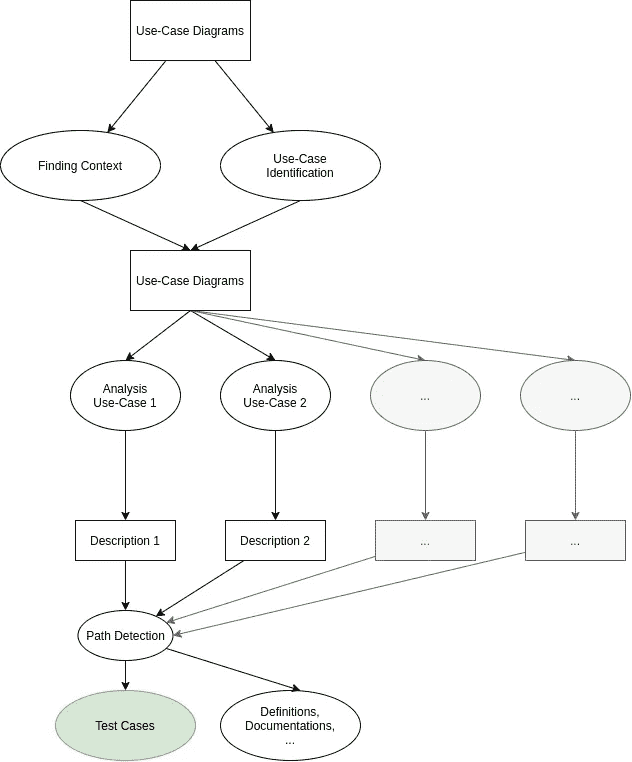 Use-Case Diagrams
Finding Context
Use-Case
Identification
Use-Case Diagrams
Analysis
Use-Case 1
Analysis
Use-Case 2
...
...
Description 1
Description 2
...
...
Path Detection
Test Cases
Definitions,
Documentations,
...